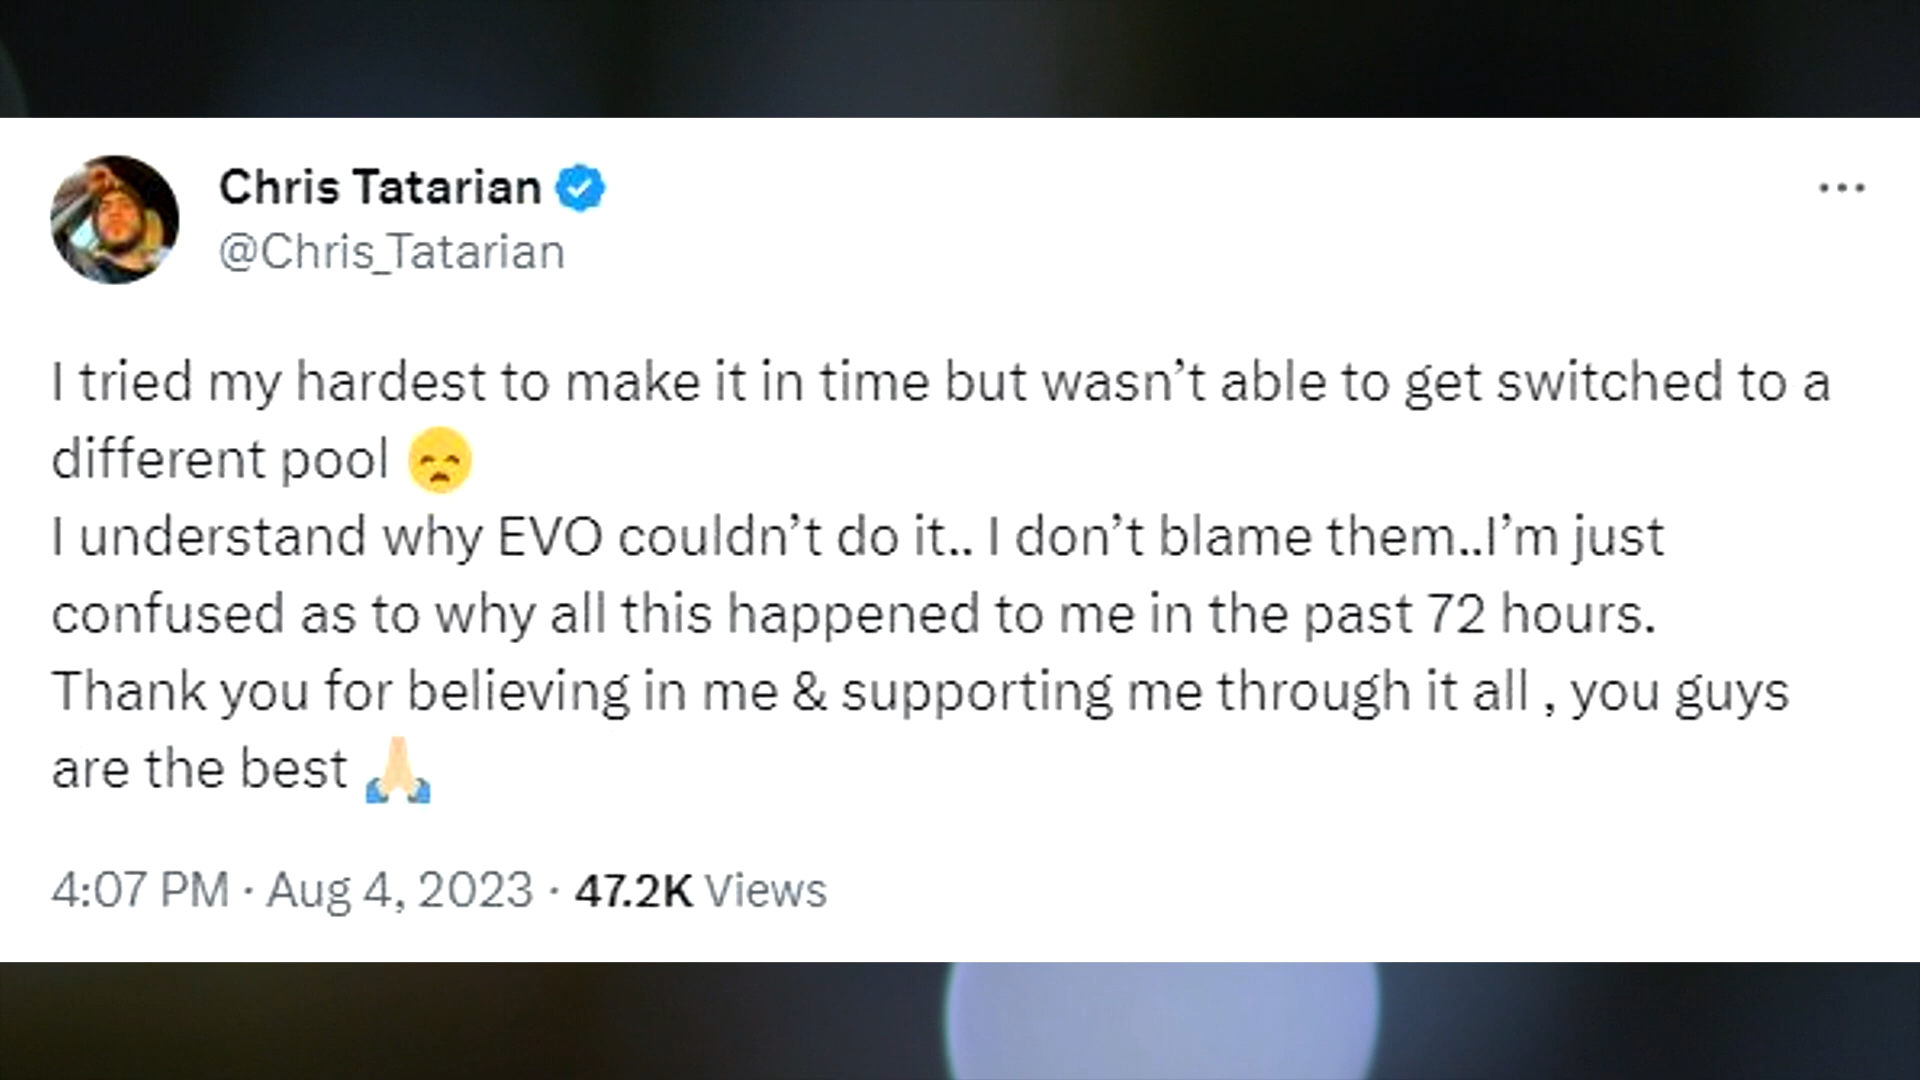 Chris Tatarian
@Chris_Tatarian
I tried my hardest to make it in time but wasn’t able to get switched to a
different pool 😞
I understand why EVO couldn’t do it.. I don’t blame them..I’m just
confused as to why all this happened to me in the past 72 hours.
Thank you for believing in me & supporting me through it all , you guys
are the best 🙏🏻
4:07 PM · Aug 4, 2023 · 47.2K Views